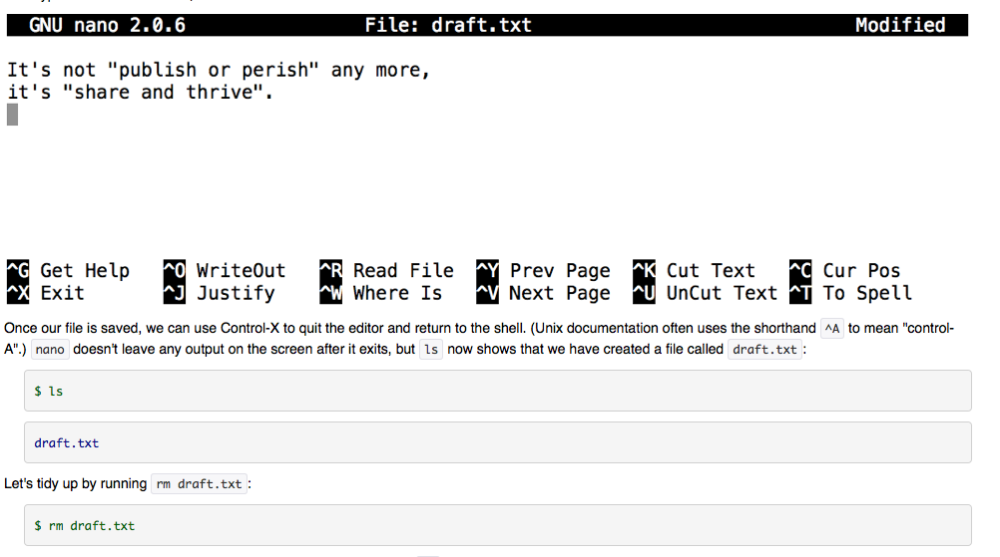 GNU nano 2.0.6 File: draft.txt Modified
It's not "publish or perish" any more,
it's "share and thrive".
^G Get Help ^O WriteOut ^R Read File ^Y Prev Page ^K Cut Text ^C Cur Pos
^X Exit ^J Justify ^W Where Is ^V Next Page ^U UnCut Text ^T To Spell
Once our file is saved, we can use Control-X to quit the editor and return to the shell. (Unix documentation often uses the shorthand ^A to mean "control-
A".) nano doesn't leave any output on the screen after it exits, but ls now shows that we have created a file called draft.txt:
$ ls
draft.txt
Let's tidy up by running rm draft.txt:
$ rm draft.txt